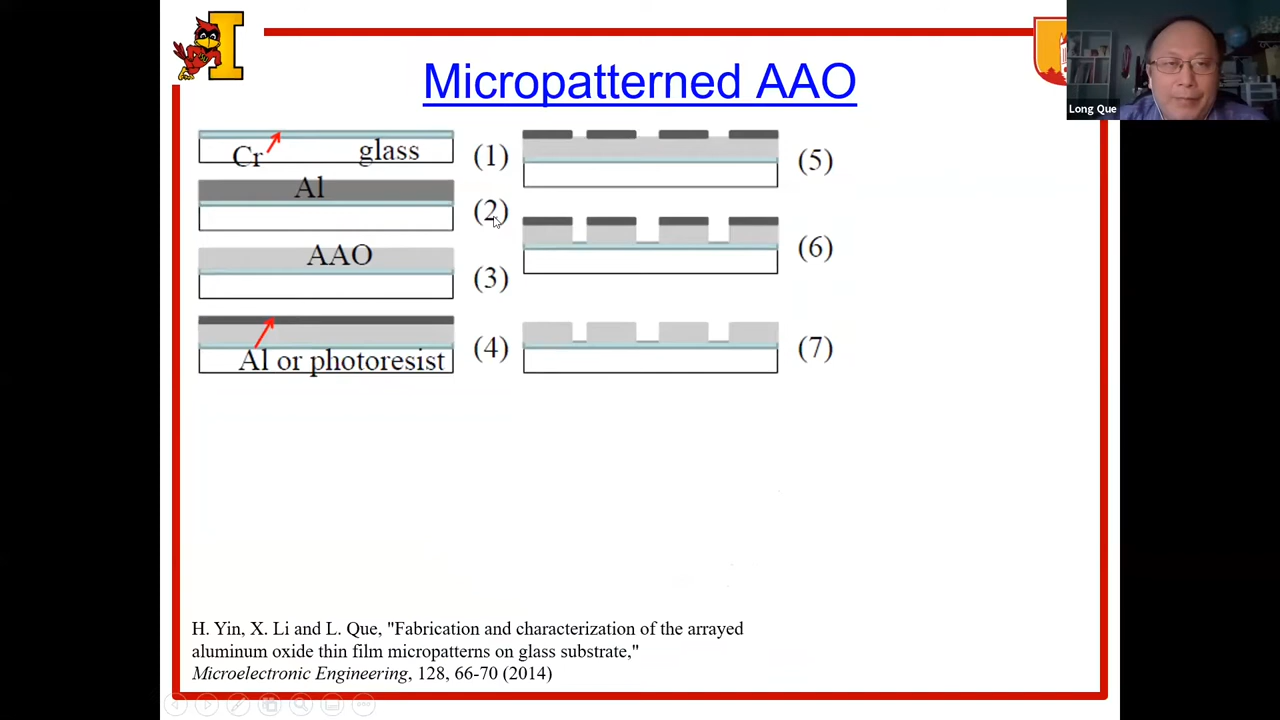 Micropatterned AAO
Long Que
Cr
glass
(1)
Al
(2)
AAO
(3)
Al or photoresist
(4)
(5)
(6)
(7)
H. Yin, X. Li and L. Que, "Fabrication and characterization of the arrayed
aluminum oxide thin film micropatterns on glass substrate,"
Microelectronic Engineering, 128, 66-70 (2014)